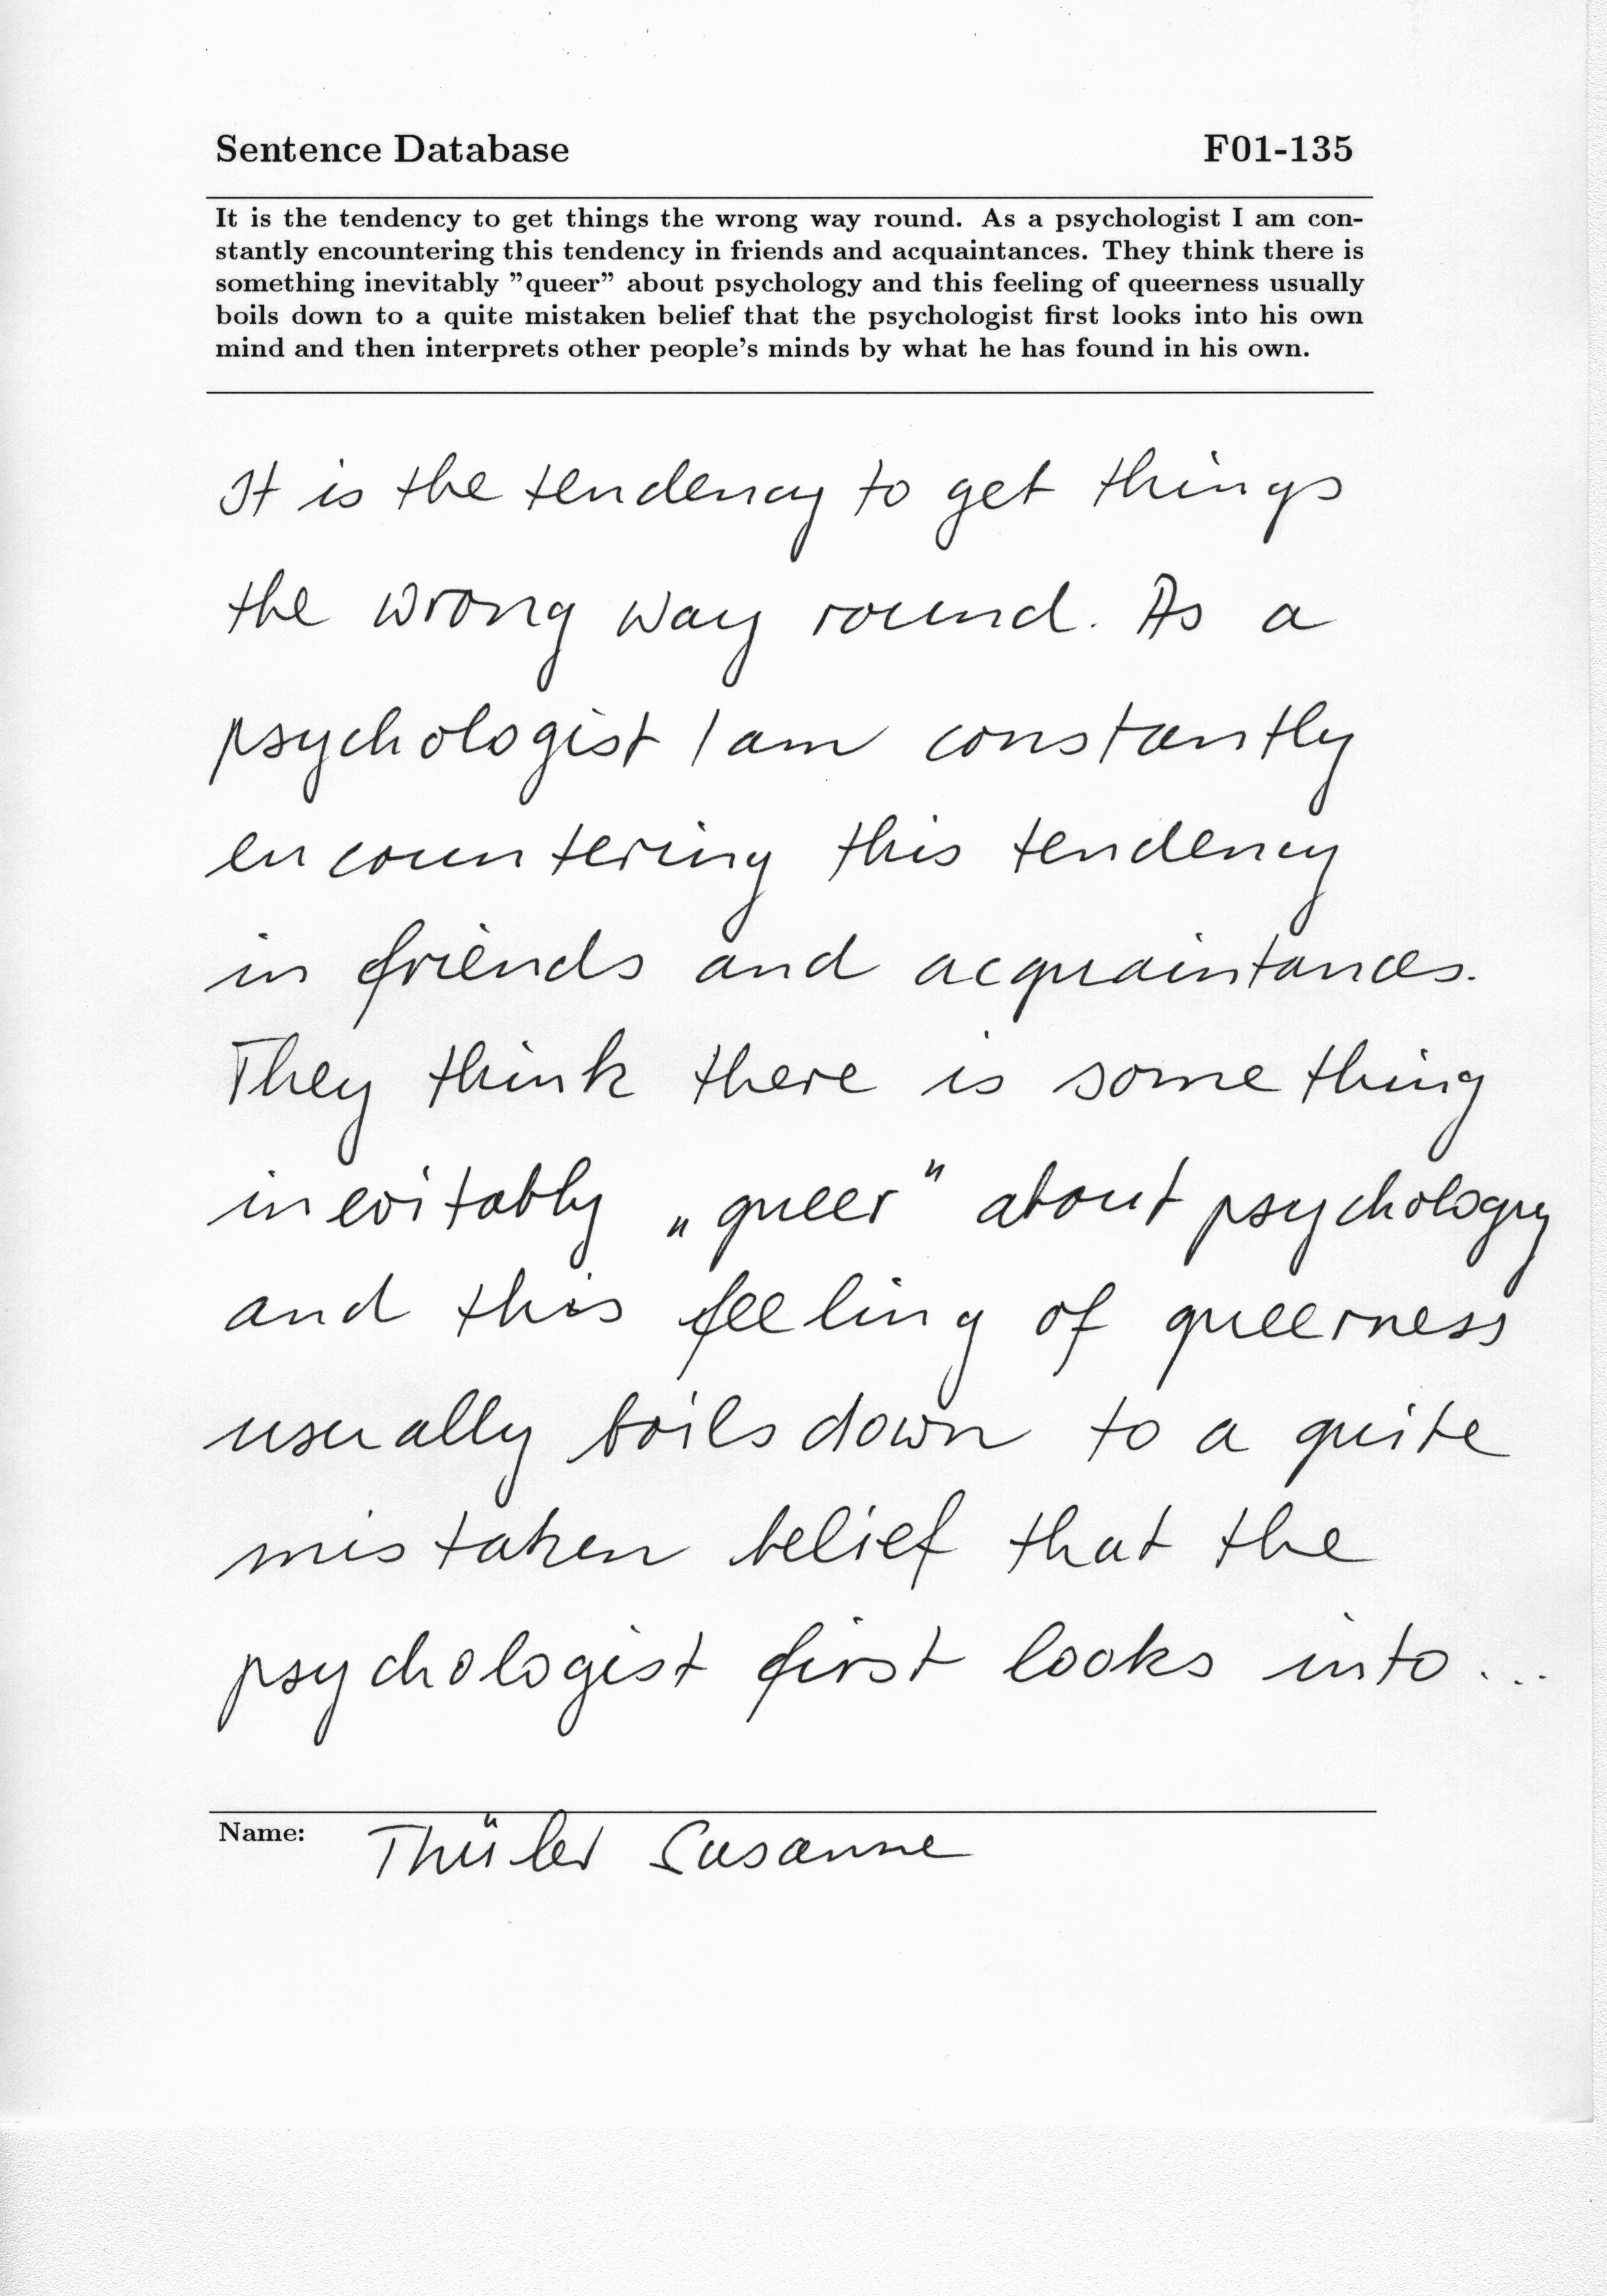 Sentence Database F01-135
It is the tendency to get things the wrong way round. As a psychologist I am con-
stantly encountering this tendency in friends and acquaintances. They think there is
something inevitably ”queer” about psychology and this feeling of queerness usually
boils down to a quite mistaken belief that the psychologist first looks into his own
mind and then interprets other people's minds by what he has found in his own.
It is the tendency to get things
the wrong way round. As a
psychologist I am constantly
encountering this tendency
in friends and acquaintances.
They think there is something
inevitably „queer" about psychology
and this feeling of queerness
usually boils down to a quite
mistaken belief that the
psychologist first looks into...
Name: Thüler Susanne